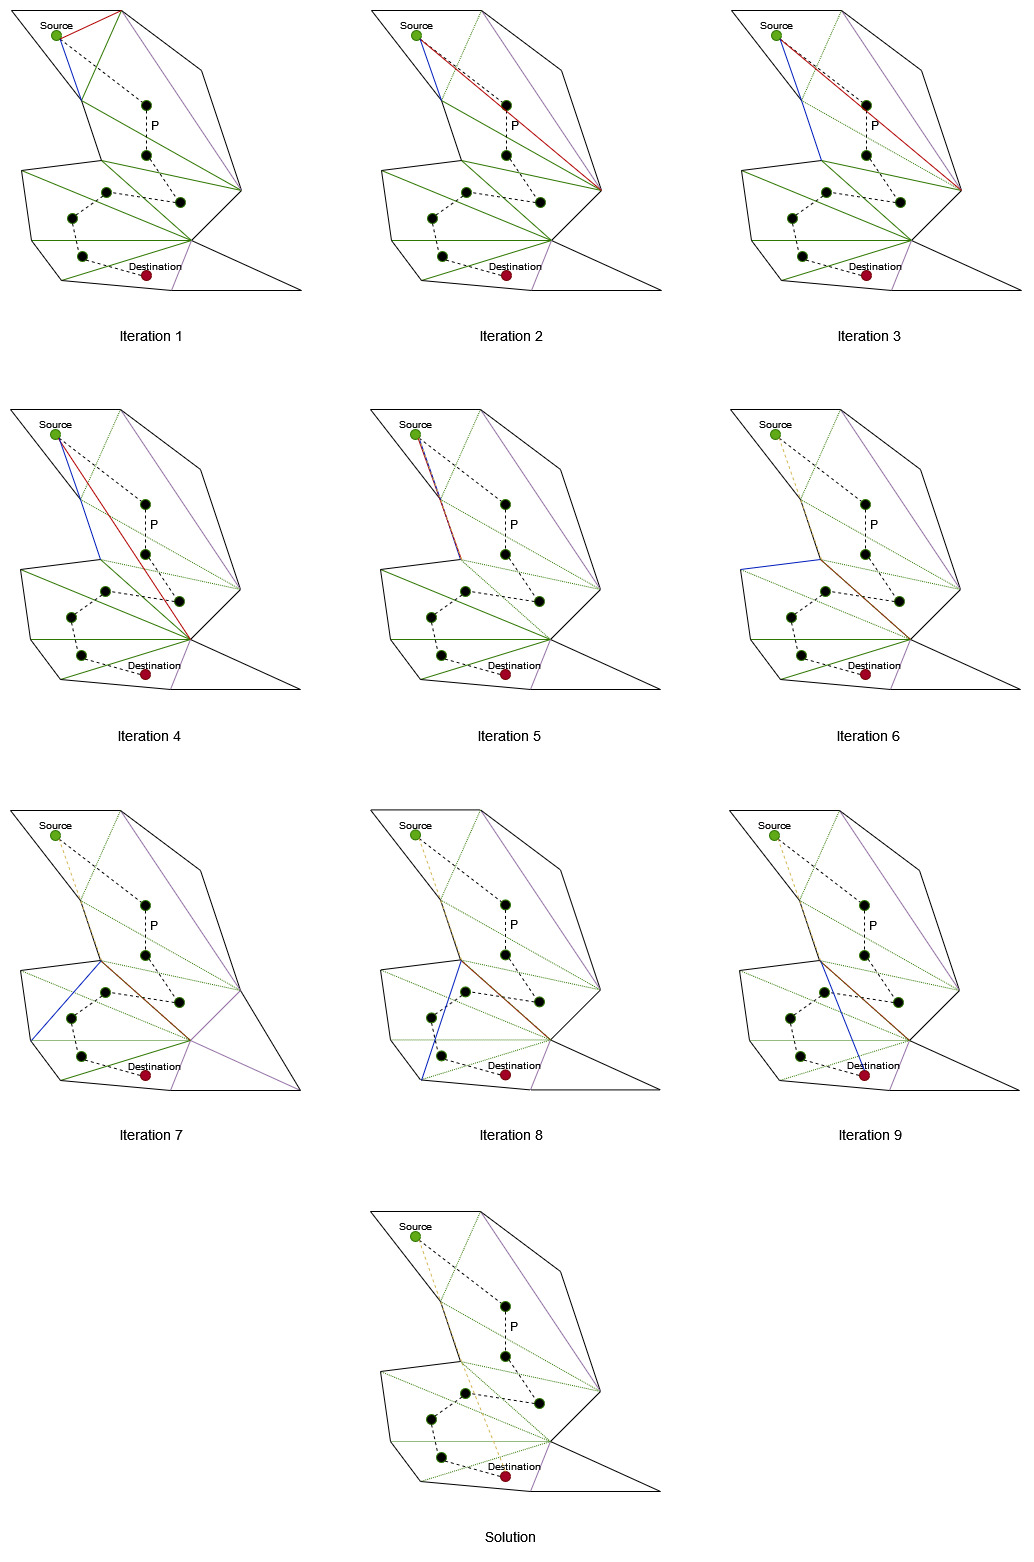 Source Source Source
P P P
Destination Destination Destination
Iteration 1 Iteration 2 Iteration 3
Source Source Source
P P P
Destination Destination Destination
Iteration 4 Iteration 5 Iteration 6
Source Source Source
P P P
Destination Destination Destination
Iteration 7 Iteration 8 Iteration 9
Source
P
Destination
Solution